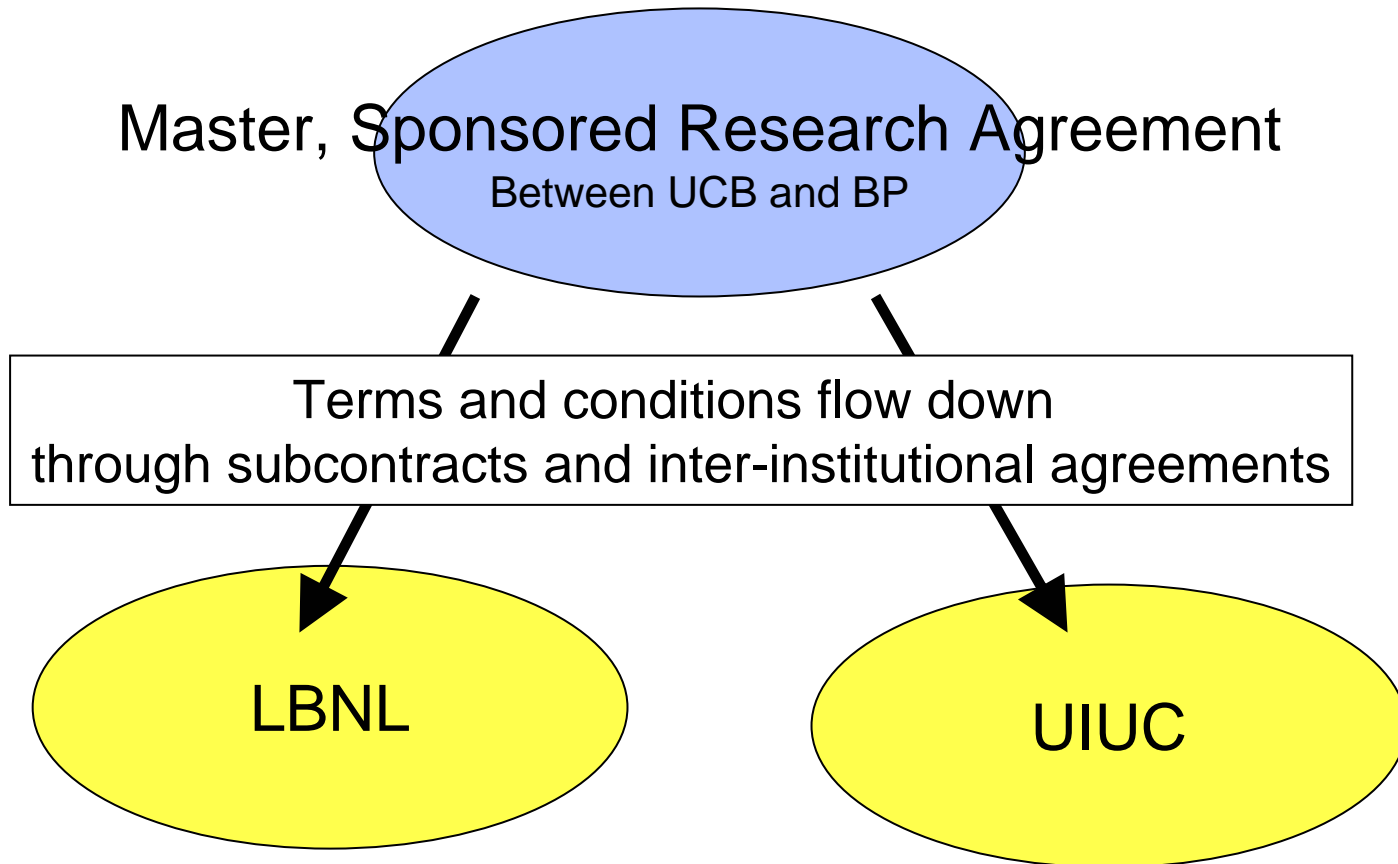 Master, Sponsored Research Agreement
Between UCB and BP
Terms and conditions flow down
through subcontracts and inter-institutional agreements
LBNL
UIUC